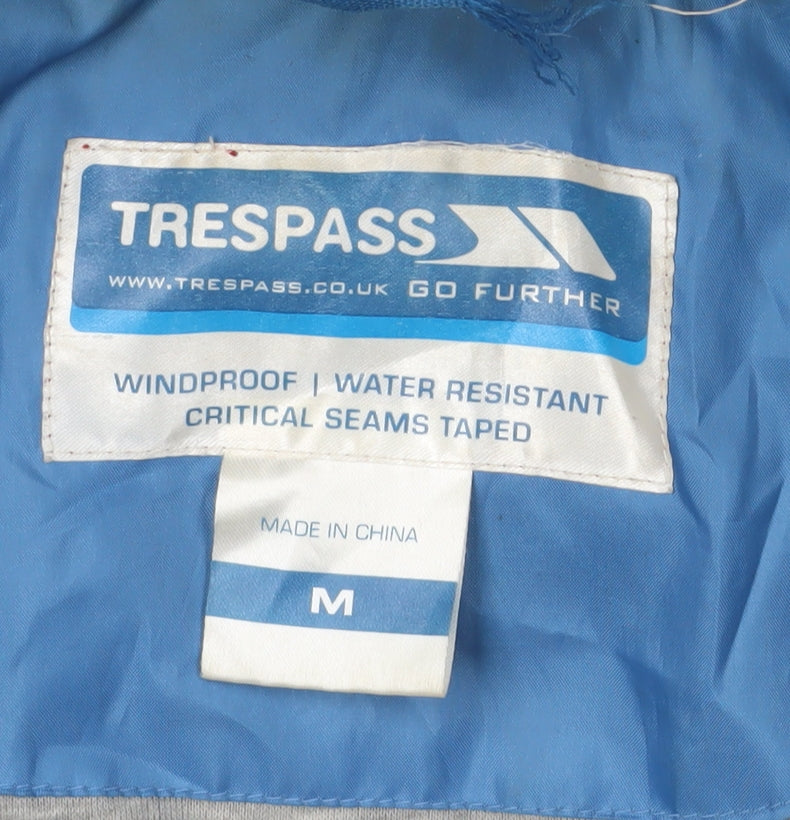 TRESPASS
WWW.TRESPASS.CO.UK GO FURTHER
WINDPROOF | WATER RESISTANT
CRITICAL SEAMS TAPED
MADE IN CHINA
M